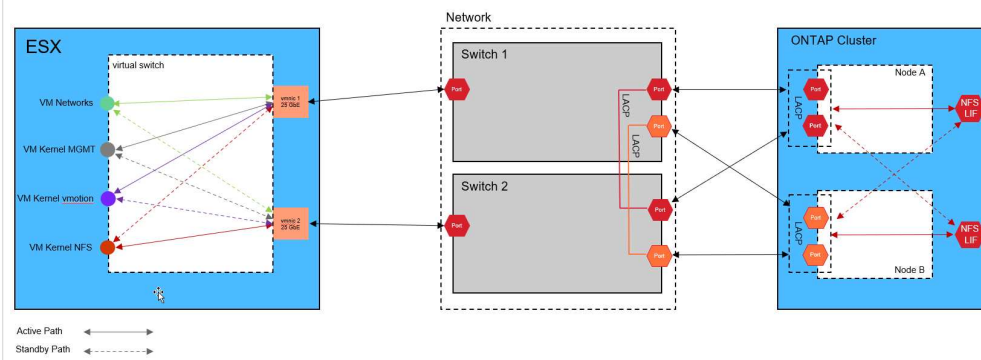 Network
ESX
virtual switch
VM Networks
VM Kernel MGMT
VM Kernel vmotion
VM Kernel NFS
vmnic 1
25 GbE
vmnic 2
25 GbE
Switch 1
Port
Port
Port
LACP
LACP
Switch 2
Port
Port
Port
ONTAP Cluster
Node A
LACP
Port
Port
NFS
LIF
LACP
Port
Port
Node B
NFS
LIF
Active Path
Standby Path